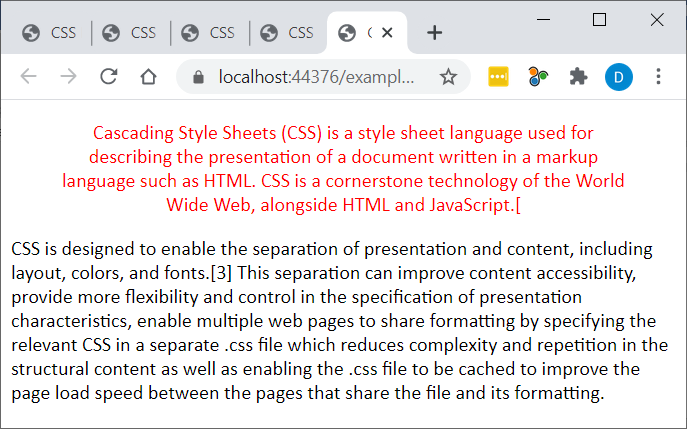 CSS CSS CSS CSS
localhost:44376/exampl...
D
Cascading Style Sheets (CSS) is a style sheet language used for
describing the presentation of a document written in a markup
language such as HTML. CSS is a cornerstone technology of the World
Wide Web, alongside HTML and JavaScript.[
CSS is designed to enable the separation of presentation and content, including
layout, colors, and fonts.[3] This separation can improve content accessibility,
provide more flexibility and control in the specification of presentation
characteristics, enable multiple web pages to share formatting by specifying the
relevant CSS in a separate .css file which reduces complexity and repetition in the
structural content as well as enabling the .css file to be cached to improve the
page load speed between the pages that share the file and its formatting.